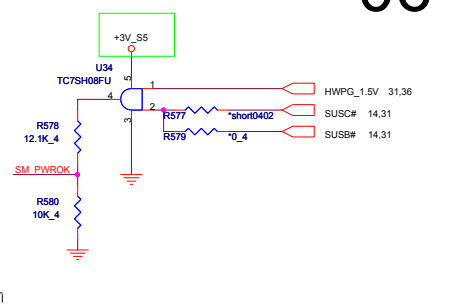 +3V_S5
U34
TC7SH08FU
5
1
HWPG_1.5V 31,36
4
2
R577
*short0402
SUSC# 14,31
3
R579
*0_4
SUSB# 14,31
R578
12.1K_4
SM_PWROK
R580
10K_4